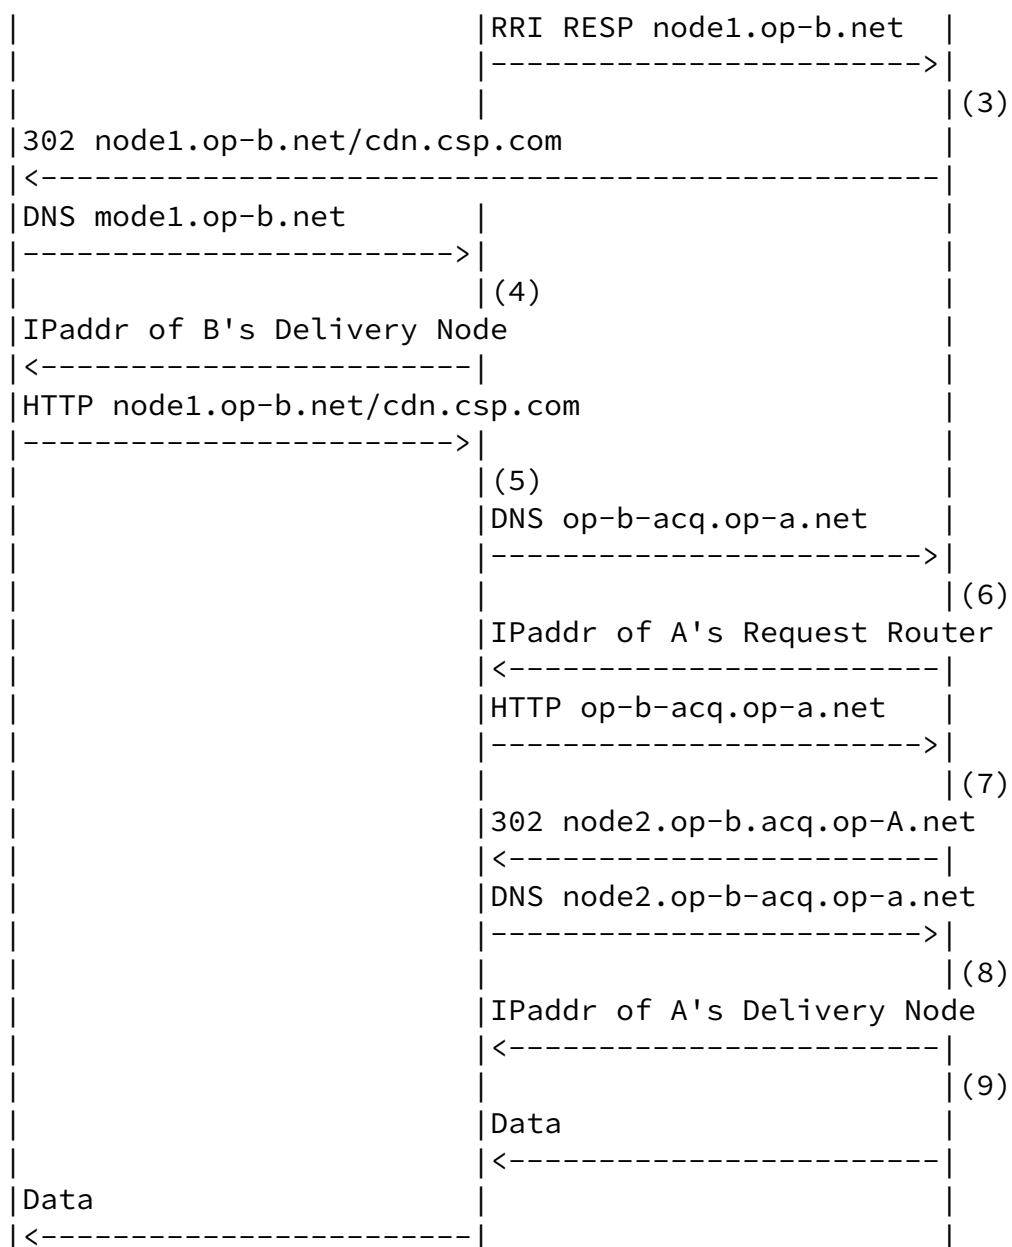 RRI RESP node1.op-b.net
(3)
302 node1.op-b.net/cdn.csp.com
DNS mode1.op-b.net
(4)
IPaddr of B's Delivery Node
HTTP node1.op-b.net/cdn.csp.com
(5)
DNS op-b-acq.op-a.net
(6)
IPaddr of A's Request Router
HTTP op-b-acq.op-a.net
(7)
302 node2.op-b.acq.op-A.net
DNS node2.op-b-acq.op-a.net
(8)
IPaddr of A's Delivery Node
(9)
Data
Data